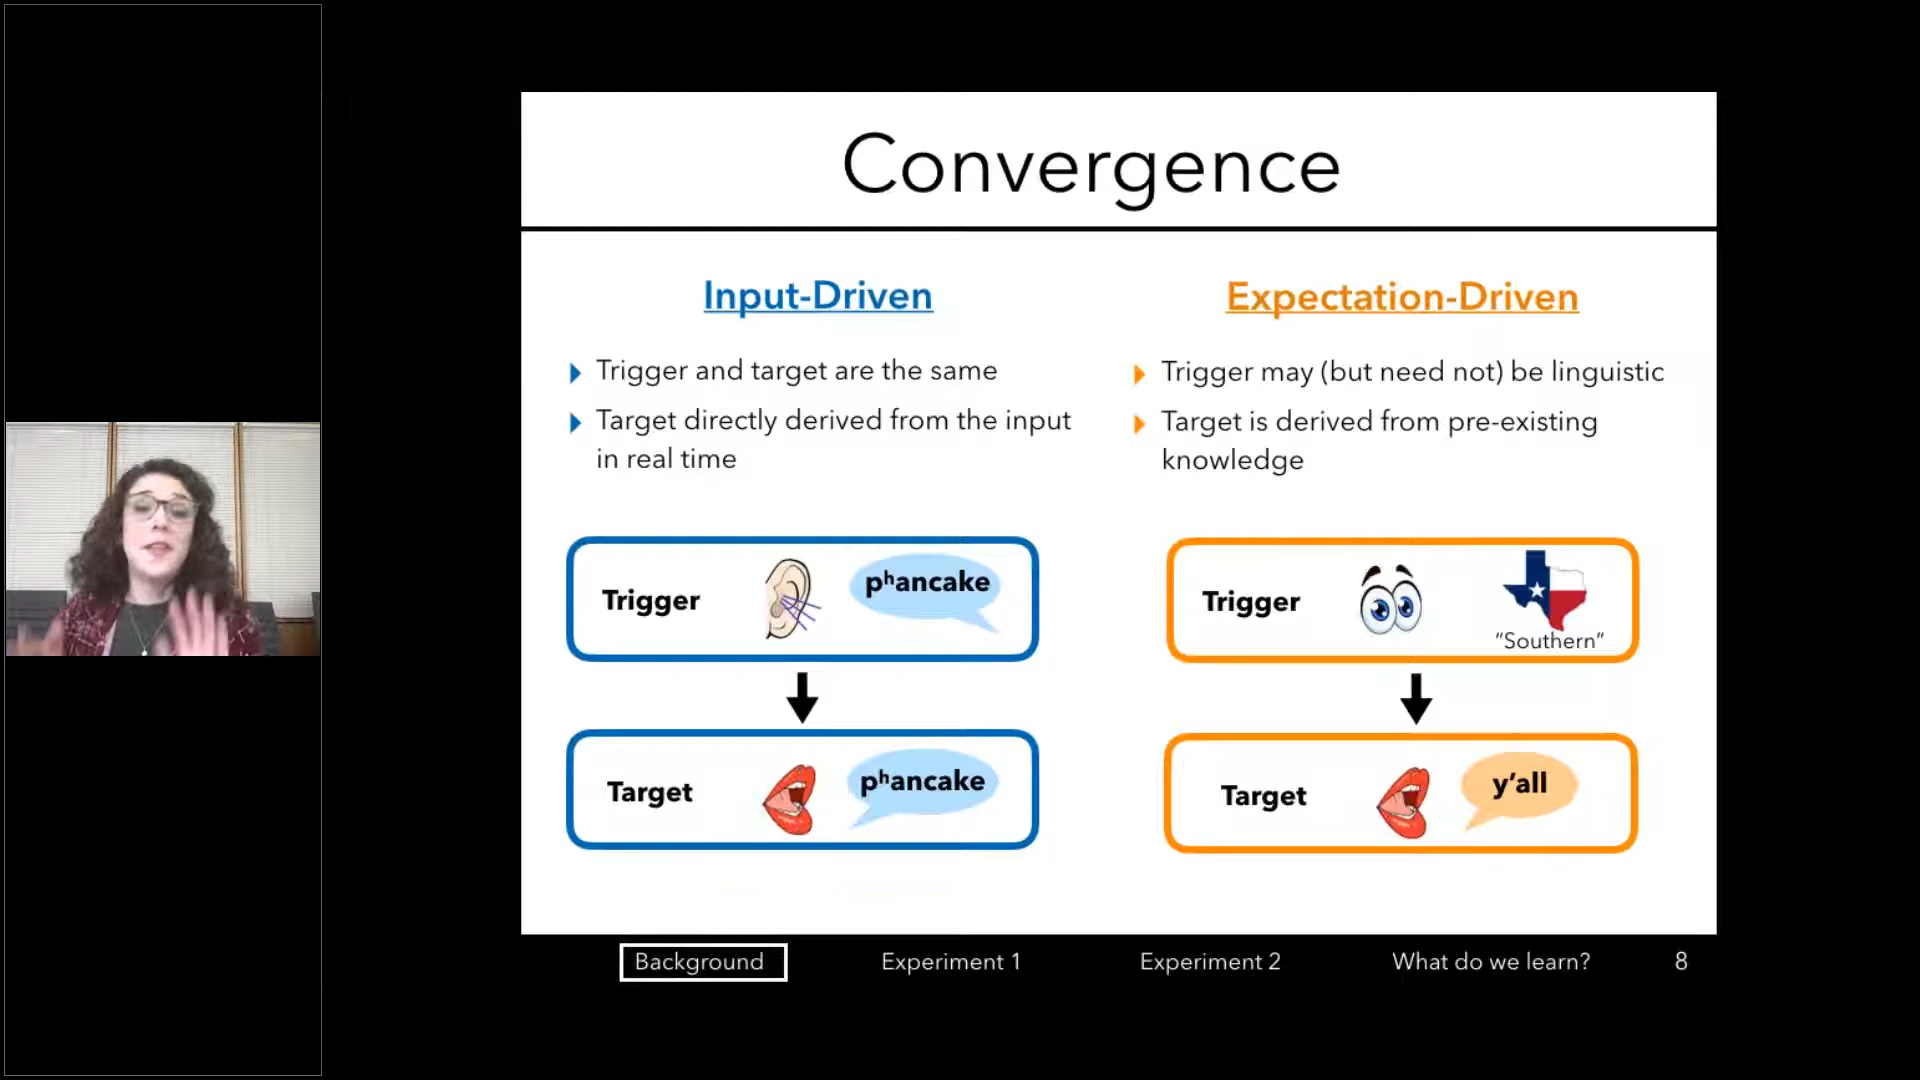 Convergence
Input-Driven
Trigger and target are the same
Target directly derived from the input
in real time
Trigger
pʰancake
Target
pʰancake
Expectation-Driven
Trigger may (but need not) be linguistic
Target is derived from pre-existing
knowledge
Trigger
"Southern"
Target
y'all
Background
Experiment 1
Experiment 2
What do we learn?
8